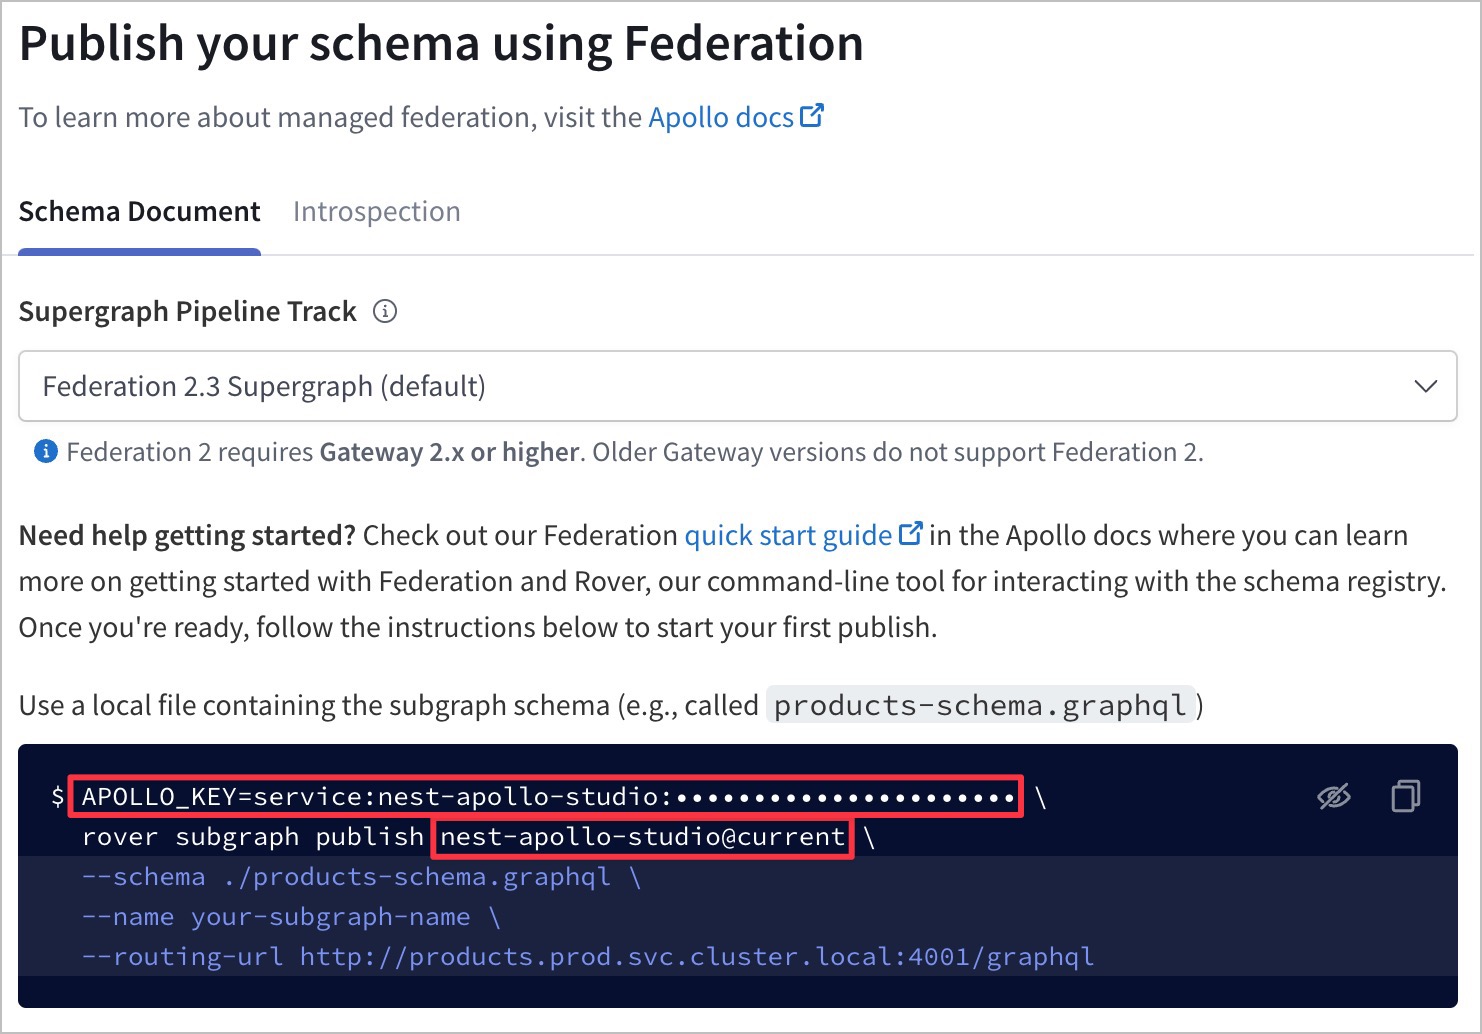 Publish your schema using Federation
To learn more about managed federation, visit the Apollo docs
Schema Document Introspection
Supergraph Pipeline Track
Federation 2.3 Supergraph (default)
Federation 2 requires Gateway 2.x or higher. Older Gateway versions do not support Federation 2.
Need help getting started? Check out our Federation quick start guide in the Apollo docs where you can learn
more on getting started with Federation and Rover, our command-line tool for interacting with the schema registry.
Once you're ready, follow the instructions below to start your first publish.
Use a local file containing the subgraph schema (e.g., called products-schema.graphql)
$ APOLLO_KEY=service:nest-apollo-studio:•••••••••••••••••••••• \
rover subgraph publish nest-apollo-studio@current \
--schema ./products-schema.graphql \
--name your-subgraph-name \
--routing-url http://products.prod.svc.cluster.local:4001/graphql